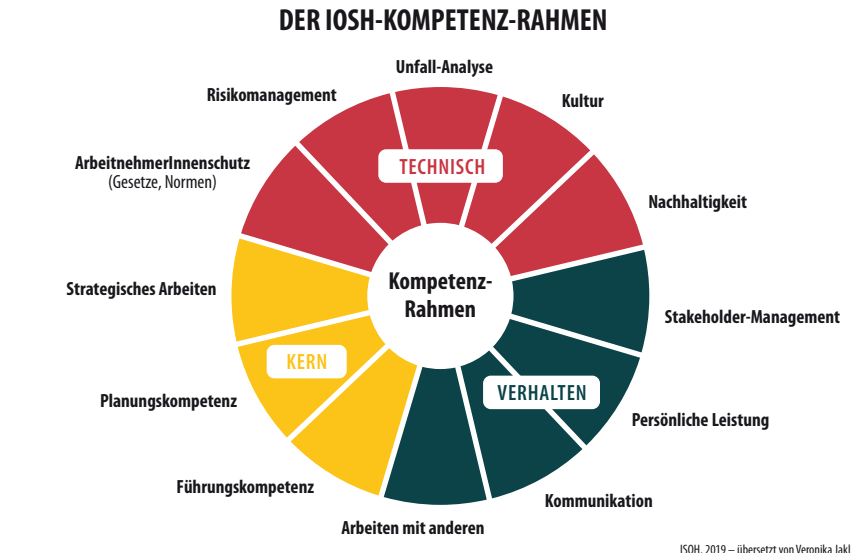 DER IOSH-KOMPETENZ-RAHMEN
Unfall-Analyse
Risikomanagement
Kultur
ArbeitnehmerInnenschutz
(Gesetze, Normen)
TECHNISCH
Nachhaltigkeit
Strategisches Arbeiten
Kompetenz-
Rahmen
Stakeholder-Management
KERN
VERHALTEN
Planungskompetenz
Persönliche Leistung
Führungskompetenz
Kommunikation
Arbeiten mit anderen
ISOH, 2019 – übersetzt von Veronika Jakl